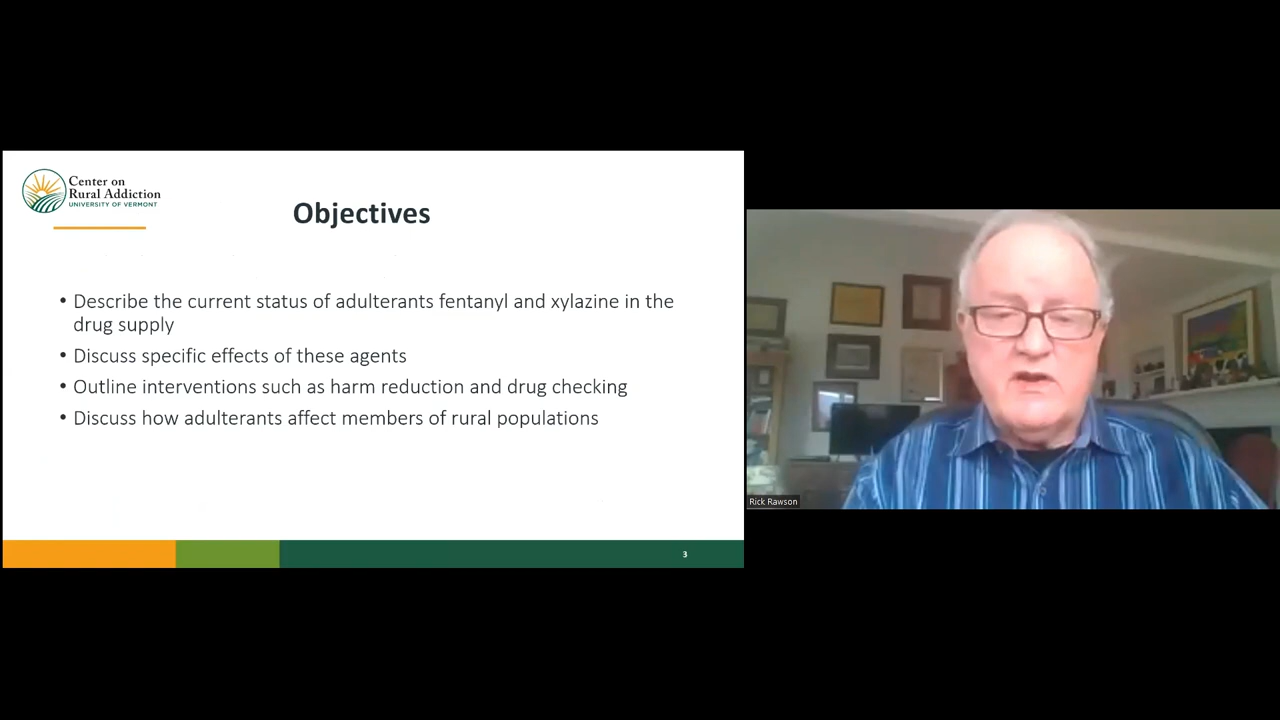 Center on
Rural Addiction
UNIVERSITY OF VERMONT
Objectives
• Describe the current status of adulterants fentanyl and xylazine in the
drug supply
• Discuss specific effects of these agents
• Outline interventions such as harm reduction and drug checking
• Discuss how adulterants affect members of rural populations
3
Rick Rawson